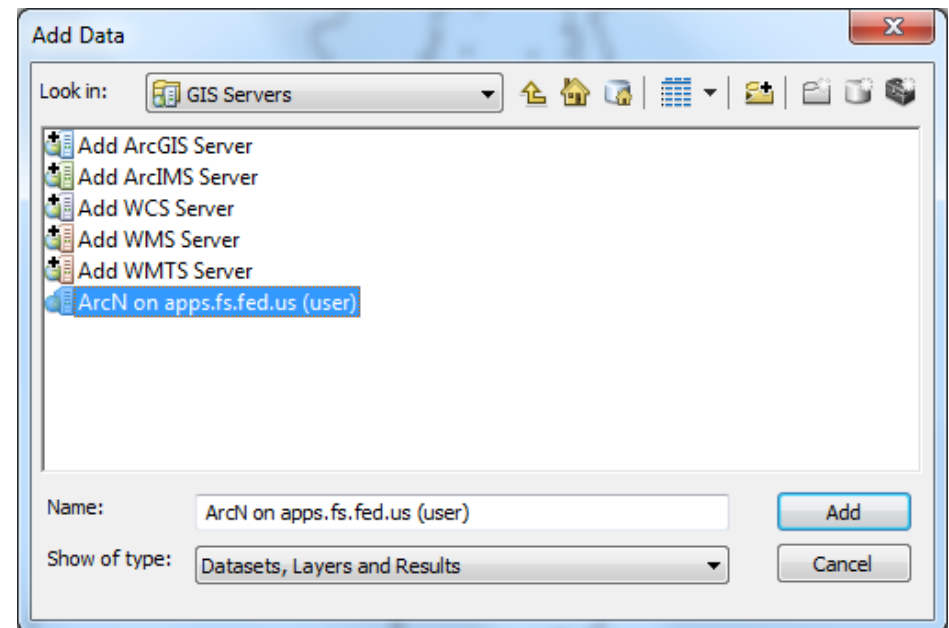 Add Data
Look in: GIS Servers
Add ArcGIS Server
Add ArcIMS Server
Add WCS Server
Add WMS Server
Add WMTS Server
ArcN on apps.fs.fed.us (user)
Name: ArcN on apps.fs.fed.us (user) Add
Show of type: Datasets, Layers and Results Cancel